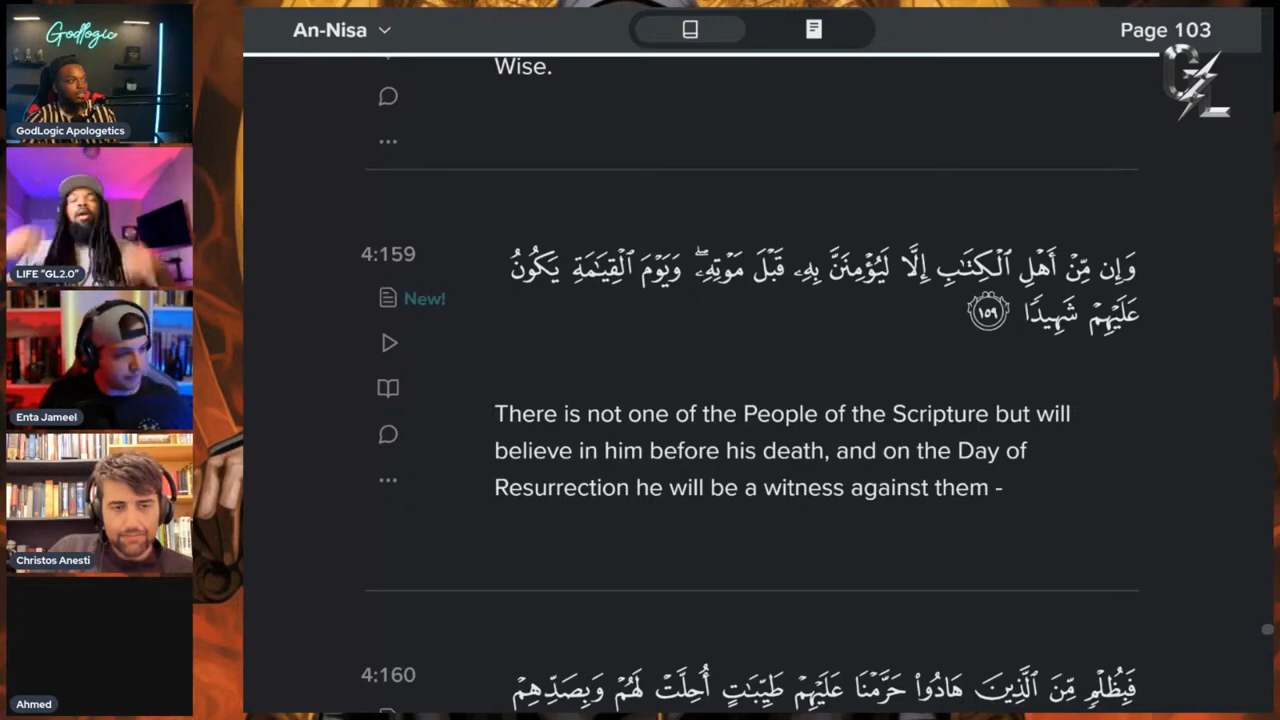 Godlogic
GodLogic Apologetics
LIFE “GL2.0”
Enta Jameel
Christos Anesti
Ahmed
An-Nisa
Page 103
GL
Wise.
4:159
New!
وَإِن مِّنْ أَهْلِ ٱلْكِتَـٰبِ إِلَّا لَيُؤْمِنَنَّ بِهِۦ قَبْلَ مَوْتِهِۦ ۖ وَيَوْمَ ٱلْقِيَـٰمَةِ يَكُونُ
عَلَيْهِمْ شَهِيدًا ١٥٩
There is not one of the People of the Scripture but will
believe in him before his death, and on the Day of
Resurrection he will be a witness against them -
4:160
فَبِظُلْمٍ مِّنَ ٱلَّذِينَ هَادُوا۟ حَرَّمْنَا عَلَيْهِمْ طَيِّبَـٰتٍ أُحِلَّتْ لَهُمْ وَبِصَدِّهِمْ